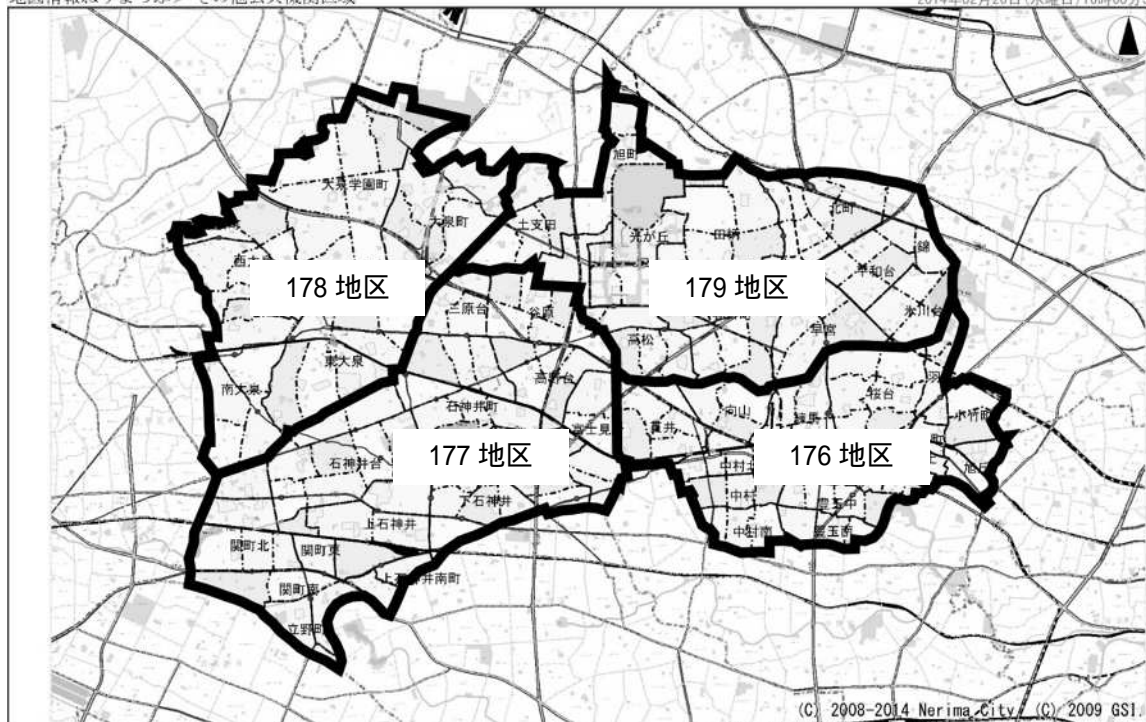 旭町
大泉学園町
大泉町
土支田
光が丘
田柄
北町
錦
178 地区
179 地区
平和台
三原台
谷原
氷川台
早宮
高松
東大泉
南大泉
高野台
桜台
石神井町
向山
練馬
小竹町
貫井
富士見
石神井台
177 地区
176 地区
旭丘
下石神井
中村
豊玉中
上石神井
中村南
豊玉南
関町北
関町東
上石神井南町
関町南
立野町
(C) 2008-2014 Nerima City (C) 2009 GSI